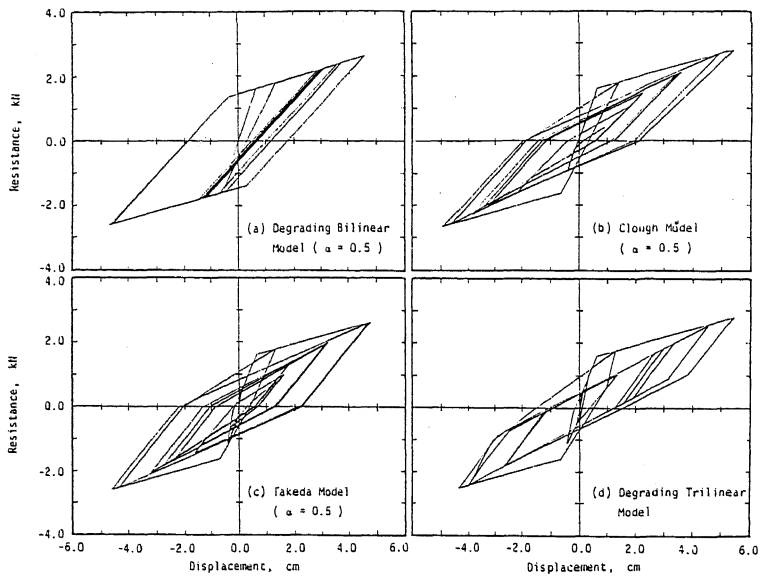 4.0
2.0
0.0
-2.0
-4.0
Resistance, kN
(a) Degrading Bilinear
Model ( α = 0.5 )
(b) Clough Model
( α = 0.5 )
4.0
2.0
0.0
-2.0
-4.0
Resistance, kN
(c) Takeda Model
( α = 0.5 )
(d) Degrading Trilinear
Model
-6.0 -4.0 -2.0 0.0 2.0 4.0 6.0
-4.0 -2.0 0.0 2.0 4.0 6.0
Displacement, cm
Displacement, cm